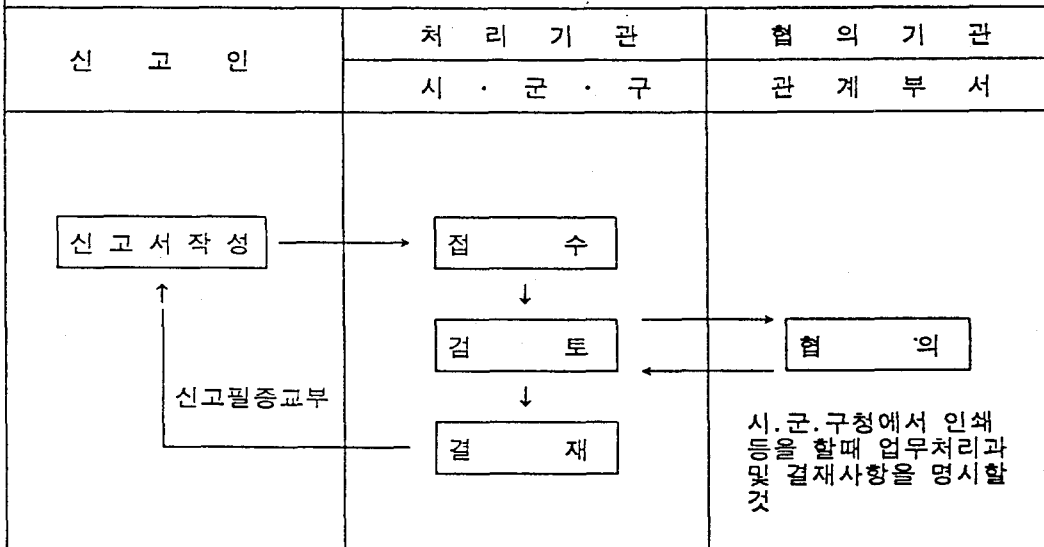 신 고 인
처 리 기 관
협 의 기 관
시 · 군 · 구
관 계 부 서
신 고 서 작 성
→
접 수
↑
↓
검 토
→
←
협 의
신고필증교부
↓
결 재
시.군.구청에서 인쇄
등을 할때 업무처리과
및 결재사항을 명시할
것